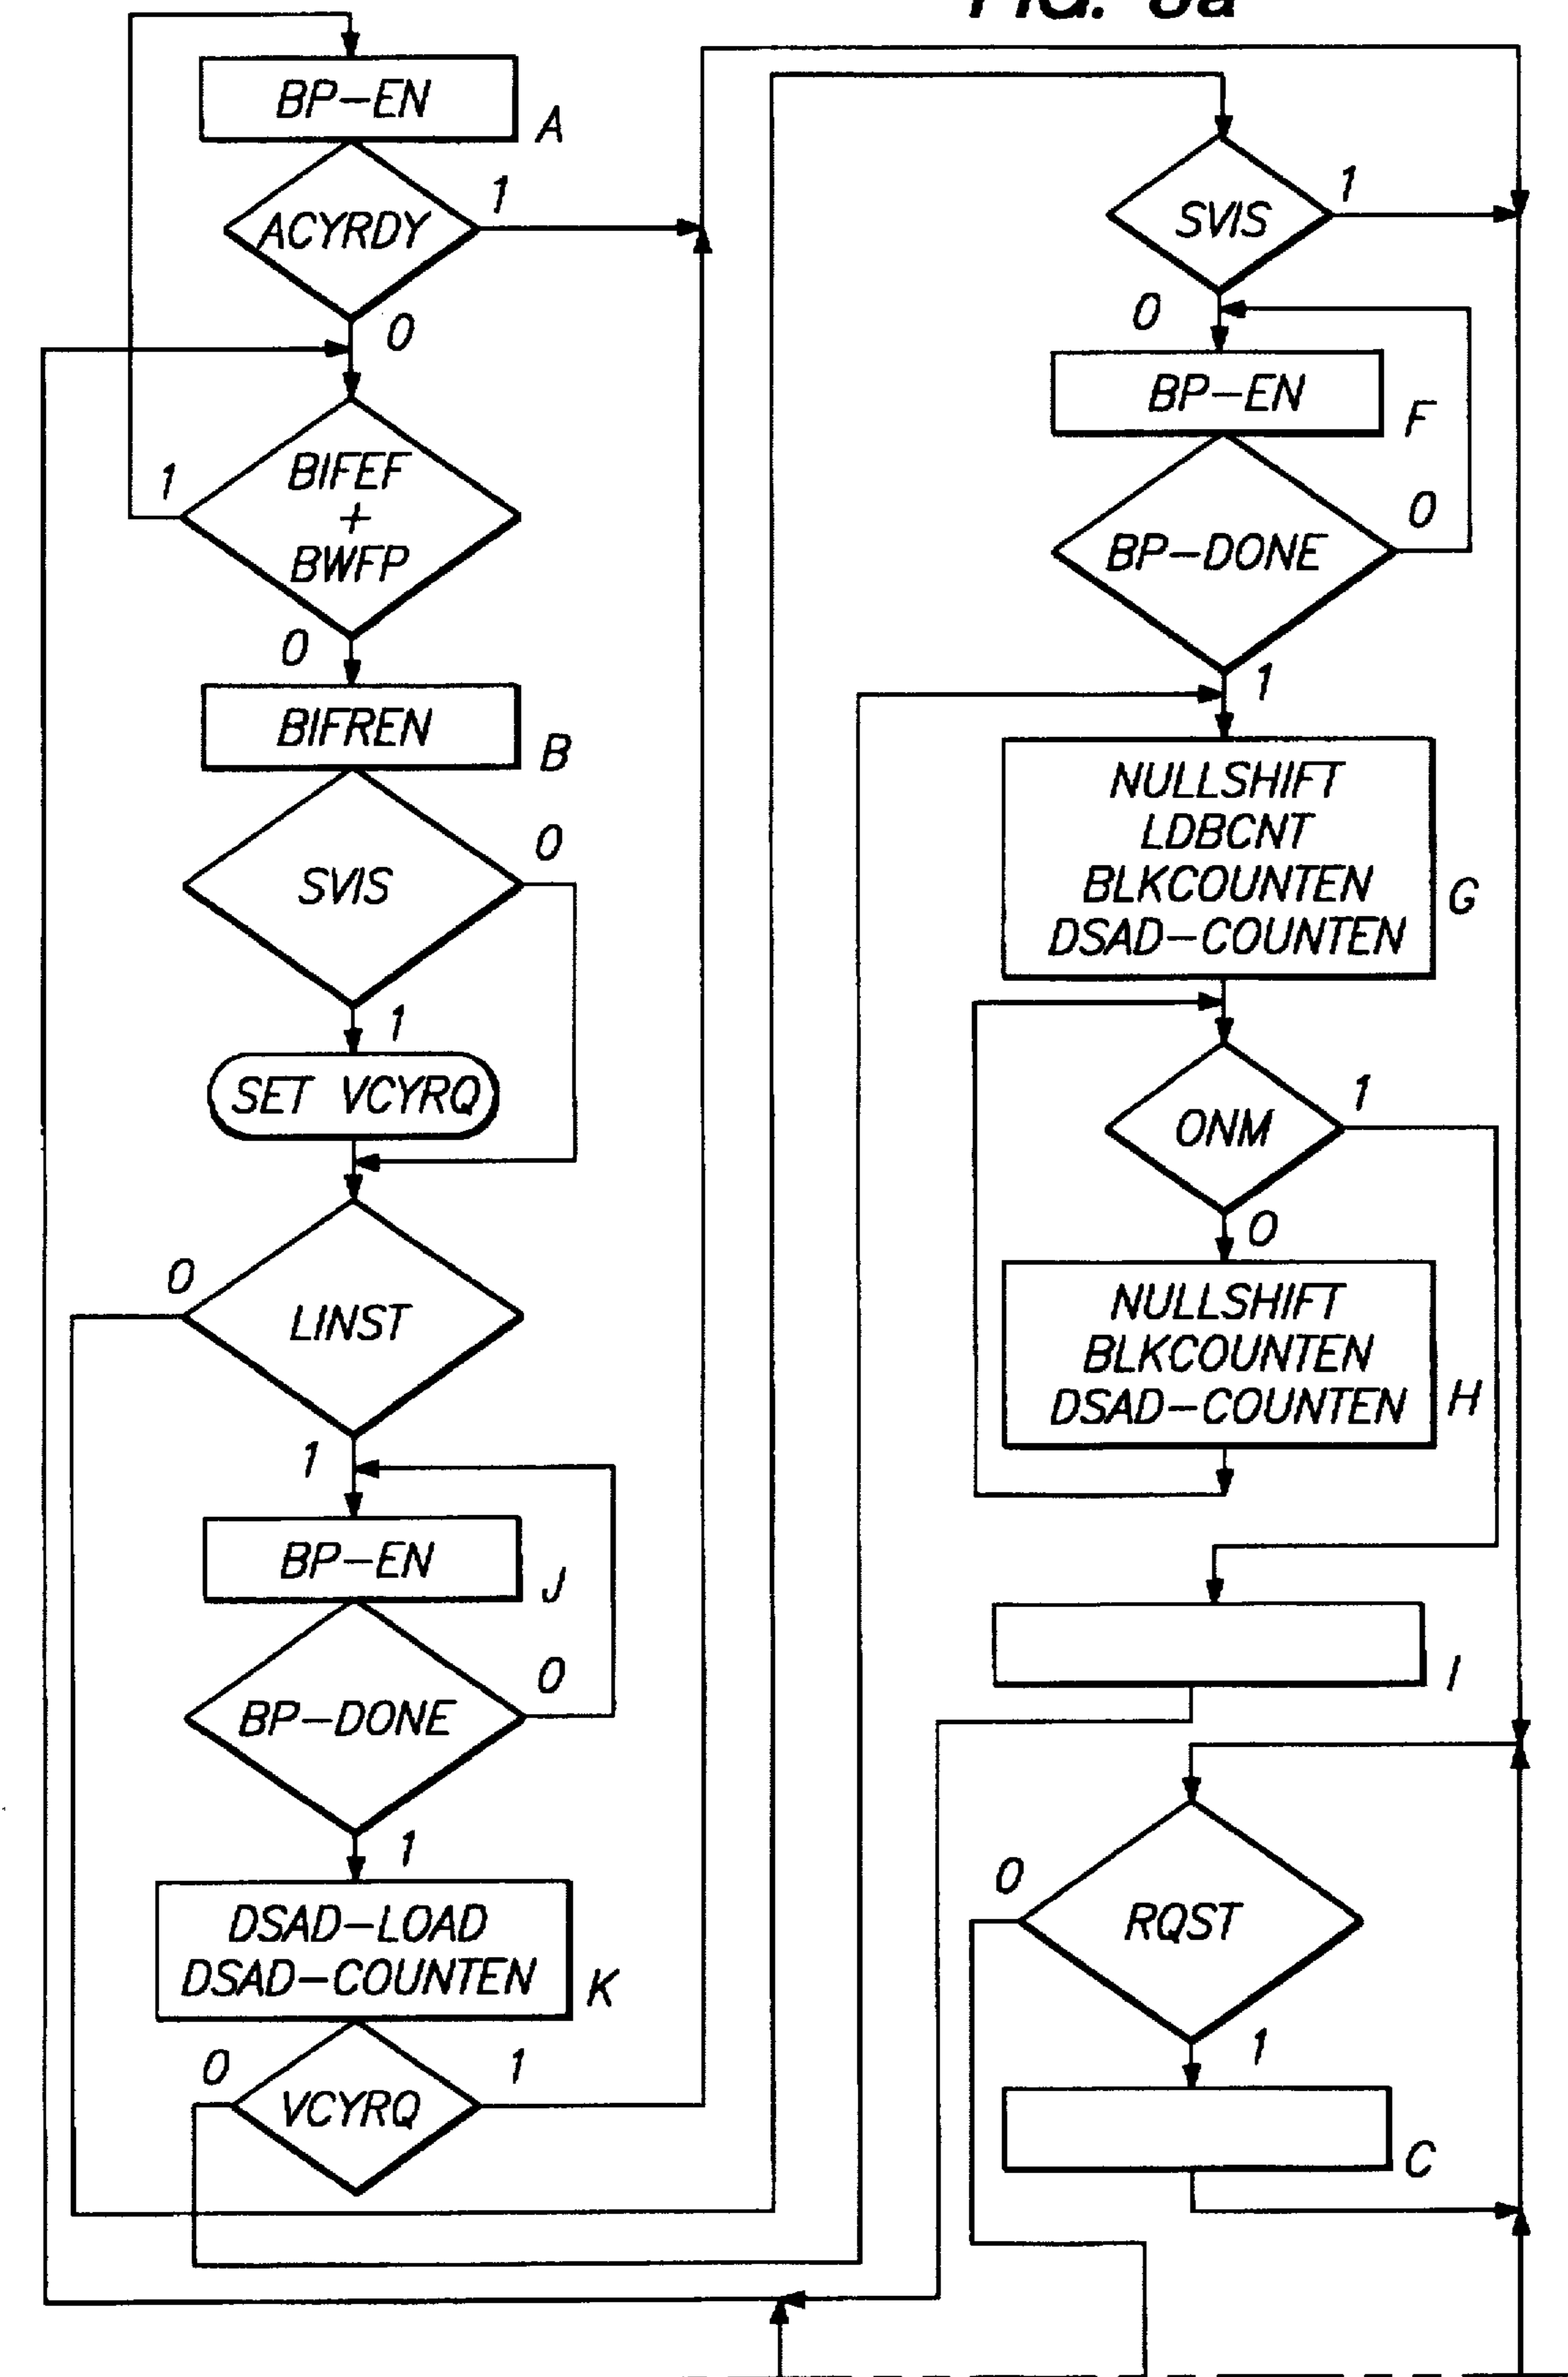 BP-EN
A
ACYRDY
1
0
BIFEF
+
BWFP
1
0
BIFREN
B
SVIS
0
1
SET VCYRQ
LINST
0
1
BP-EN
J
BP-DONE
0
1
DSAD-LOAD
DSAD-COUNTEN
K
VCYRQ
0
1
SVIS
1
0
BP-EN
F
BP-DONE
0
1
NULLSHIFT
LDBCNT
BLKCOUNTEN
DSAD-COUNTEN
G
ONM
1
0
NULLSHIFT
BLKCOUNTEN
DSAD-COUNTEN
H
I
RQST
0
1
C